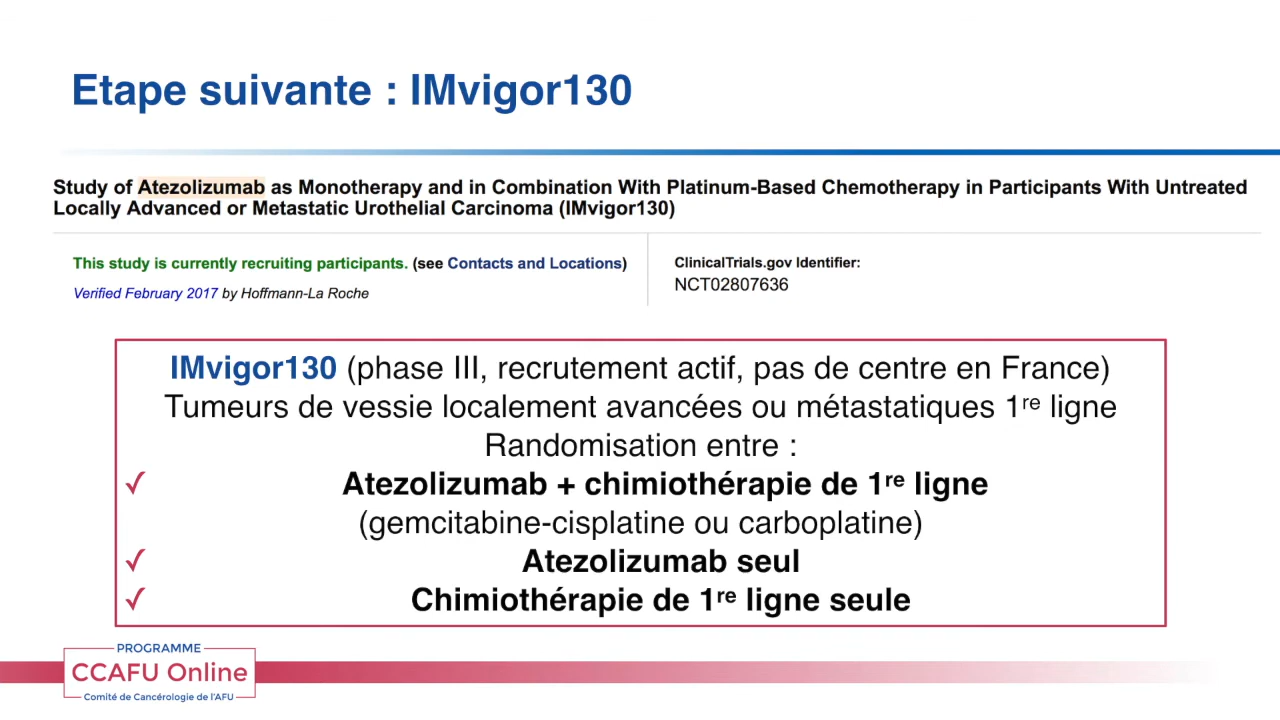 Etape suivante : IMvigor130
Study of Atezolizumab as Monotherapy and in Combination With Platinum-Based Chemotherapy in Participants With Untreated
Locally Advanced or Metastatic Urothelial Carcinoma (IMvigor130)
This study is currently recruiting participants. (see Contacts and Locations)
Verified February 2017 by Hoffmann-La Roche
ClinicalTrials.gov Identifier:
NCT02807636
IMvigor130 (phase III, recrutement actif, pas de centre en France)
Tumeurs de vessie localement avancées ou métastatiques 1re ligne
Randomisation entre :
✓ Atezolizumab + chimiothérapie de 1re ligne
(gemcitabine-cisplatine ou carboplatine)
✓ Atezolizumab seul
✓ Chimiothérapie de 1re ligne seule
PROGRAMME
CCAFU Online
Comité de Cancérologie de l'AFU